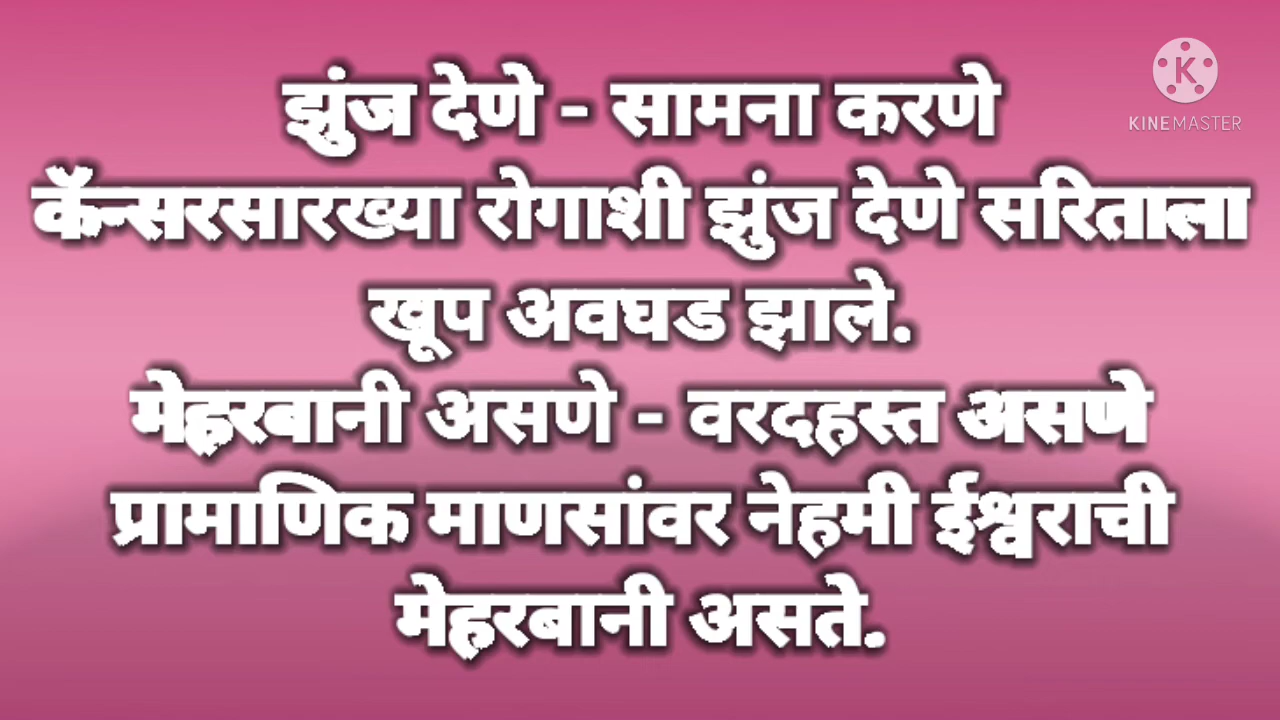 झुंज देणे - सामना करणे
KINEMASTER
कॅन्सरसारख्या रोगाशी झुंज देणे सरिताला
खूप अवघड झाले.
मेहरबानी असणे - वरदहस्त असणे
प्रामाणिक माणसांवर नेहमी ईश्वराची
मेहरबानी असते.